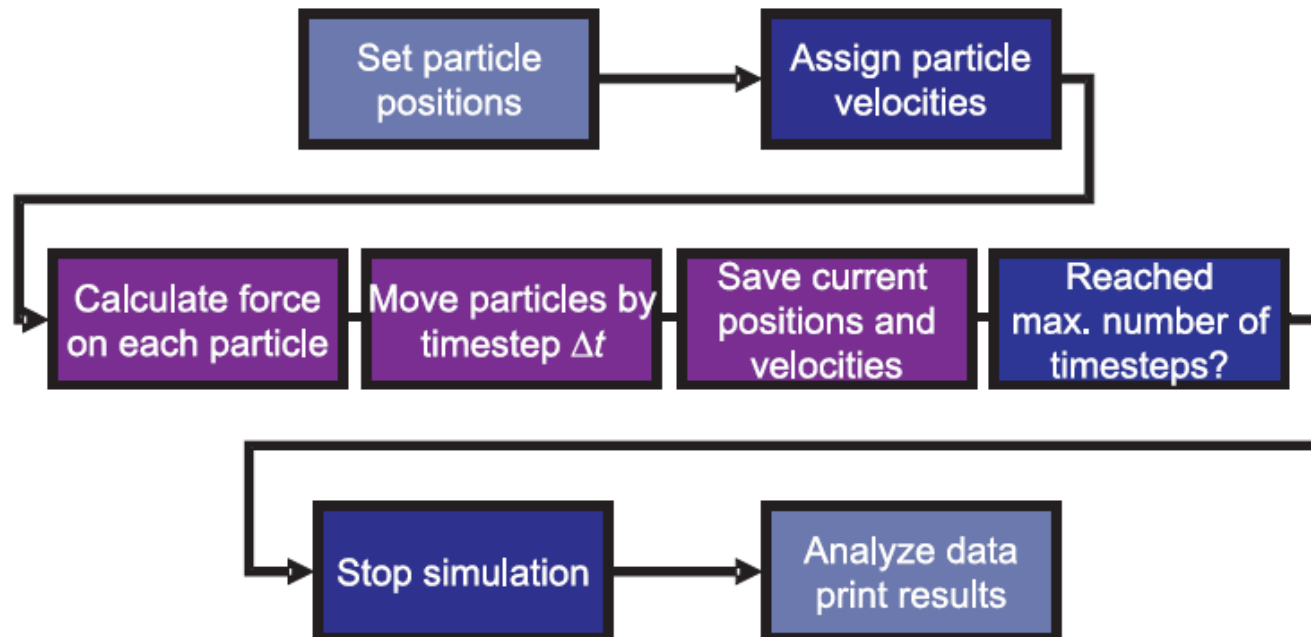 Set particle
positions
Assign particle
velocities
Calculate force
on each particle
Move particles by
timestep Δt
Save current
positions and
velocities
Reached
max. number of
timesteps?
Stop simulation
Analyze data
print results